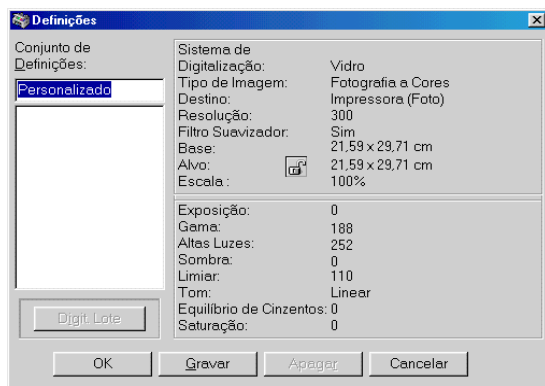 Definições
Conjunto de
Definições:
Personalizado
Digit. Lote
Sistema de
Digitalização: Vidro
Tipo de Imagem: Fotografia a Cores
Destino: Impressora (Foto)
Resolução: 300
Filtro Suavizador: Sim
Base: 21,59 x 29,71 cm
Alvo: 21,59 x 29,71 cm
Escala : 100%
Exposição: 0
Gama: 188
Altas Luzes: 252
Sombra: 0
Limiar: 110
Tom: Linear
Equilíbrio de Cinzentos: 0
Saturação: 0
OK Gravar Apagar Cancelar